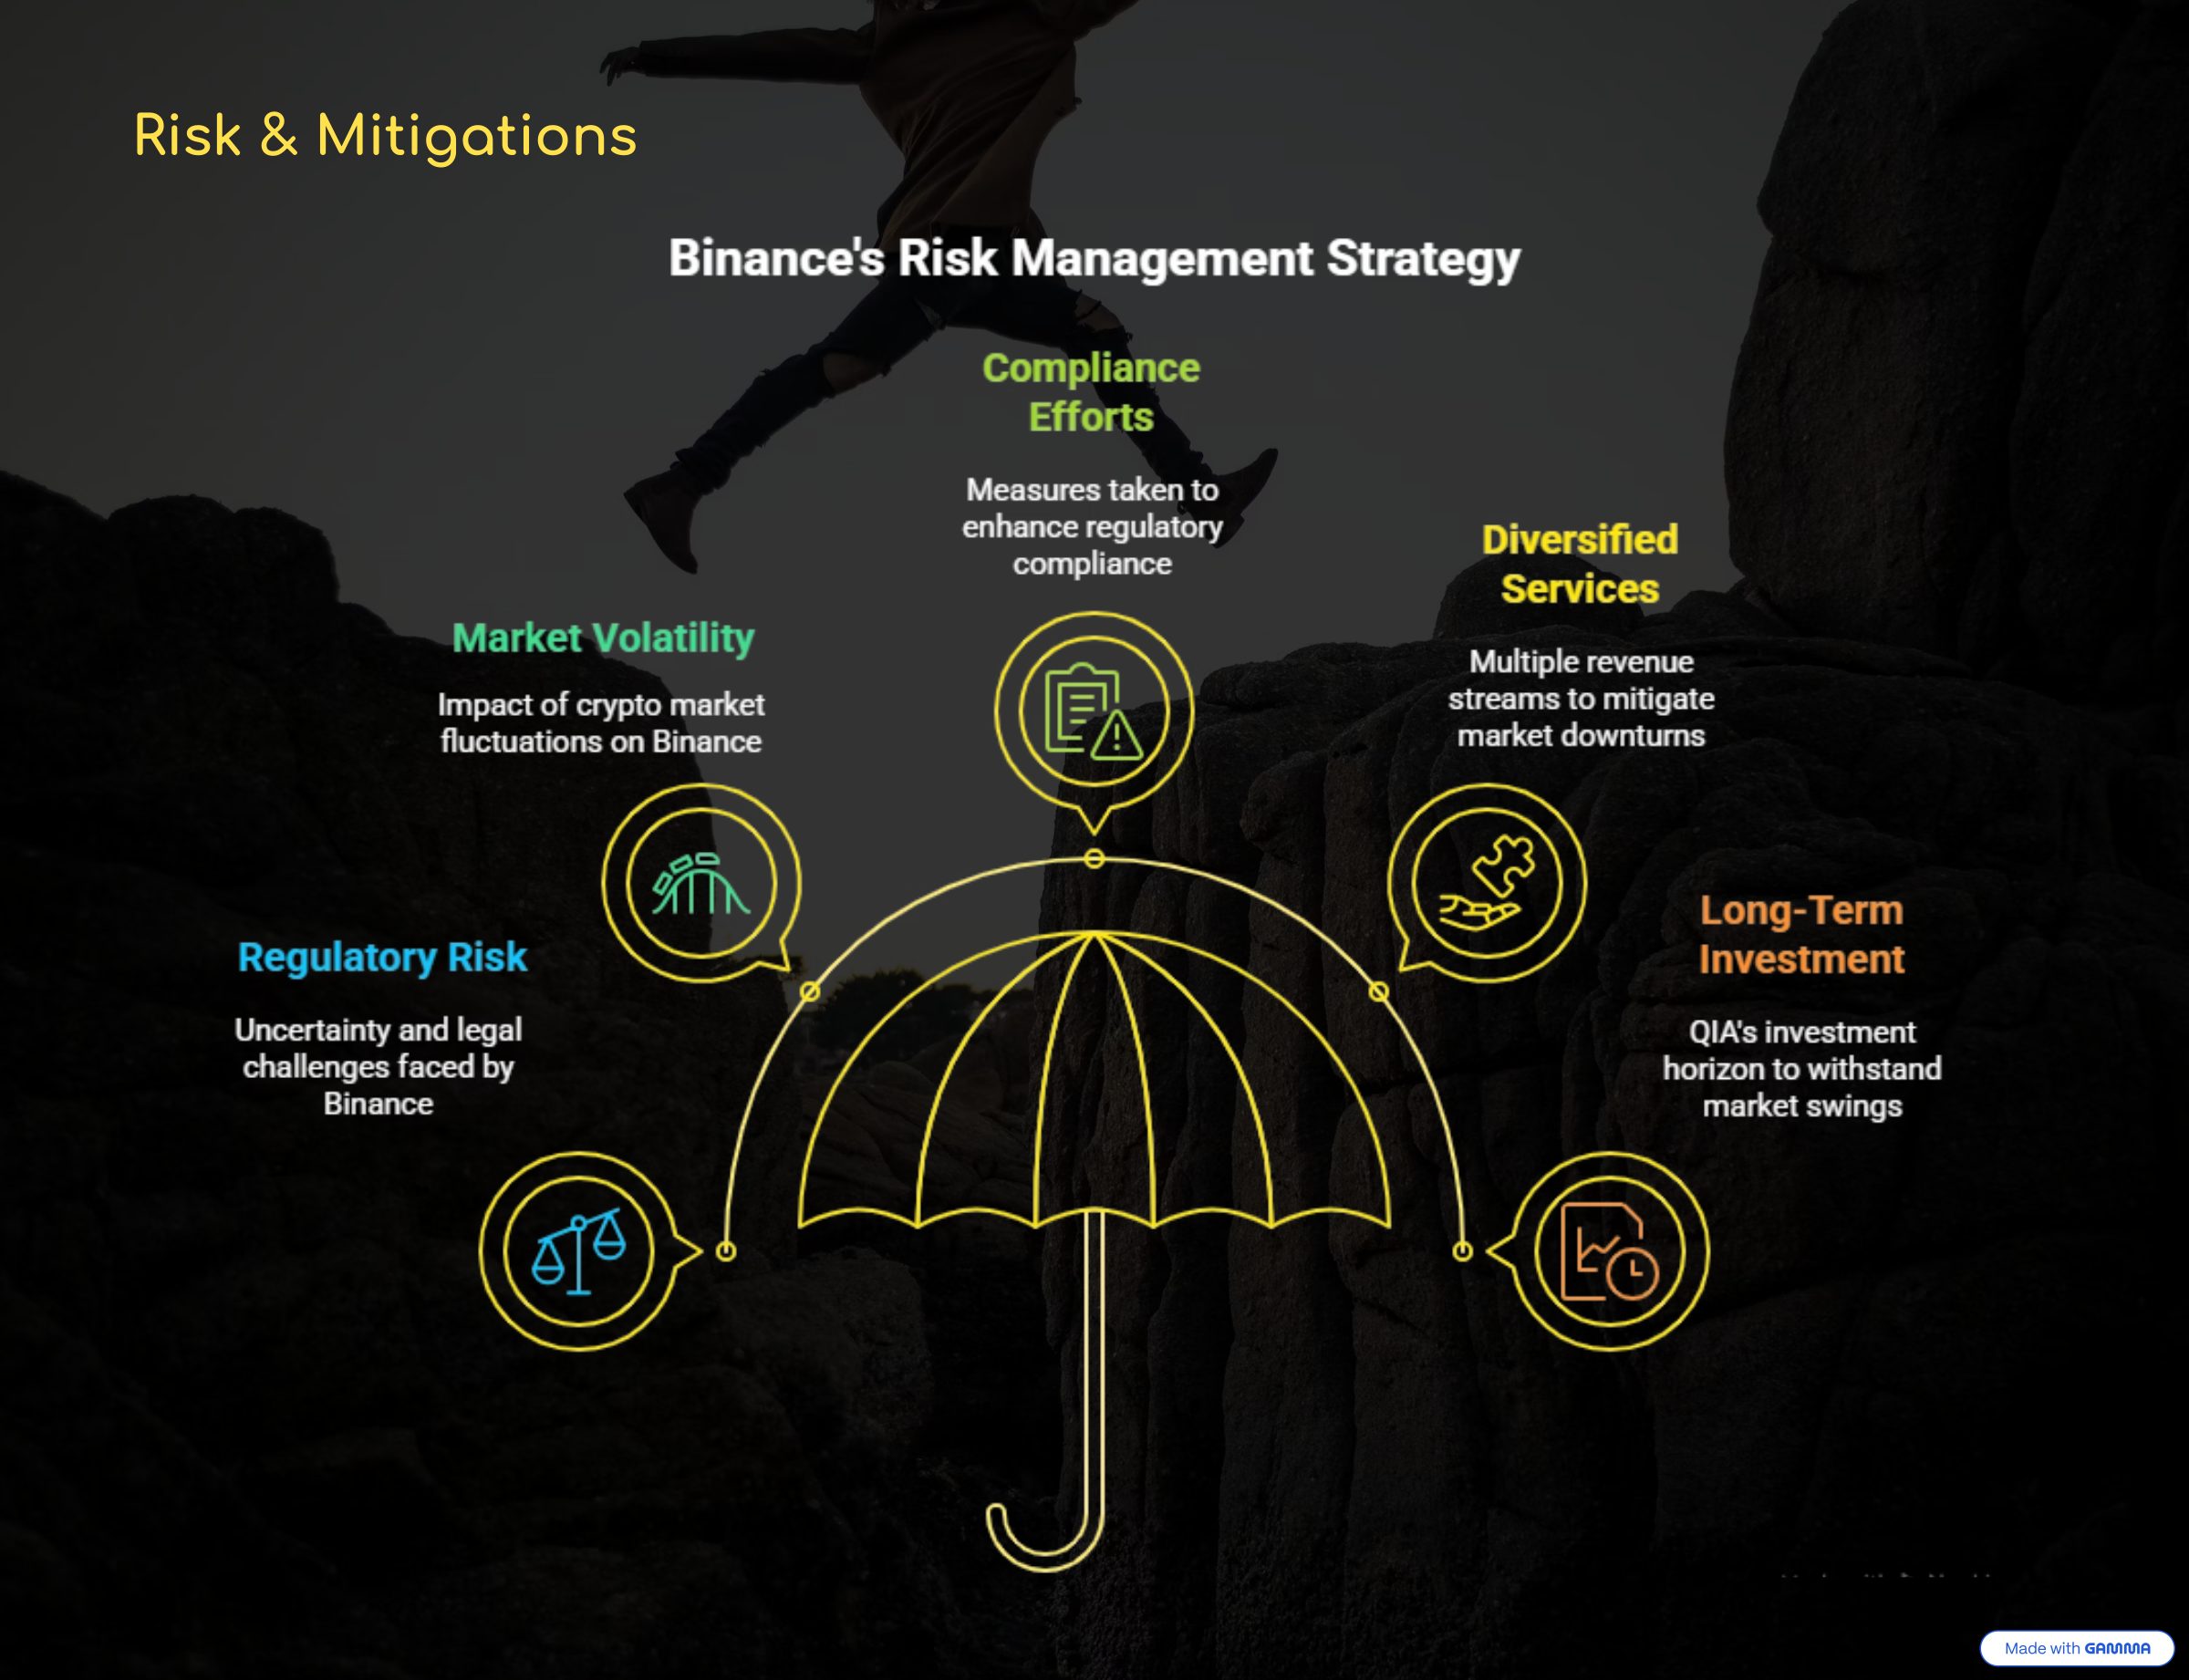 Risk & Mitigations
Binance's Risk Management Strategy
Compliance
Efforts
Measures taken to
enhance regulatory
compliance
Diversified
Services
Multiple revenue
streams to mitigate
market downturns
Market Volatility
Impact of crypto market
fluctuations on Binance
Long-Term
Investment
QIA's investment
horizon to withstand
market swings
Regulatory Risk
Uncertainty and legal
challenges faced by
Binance
Made with GAMMA